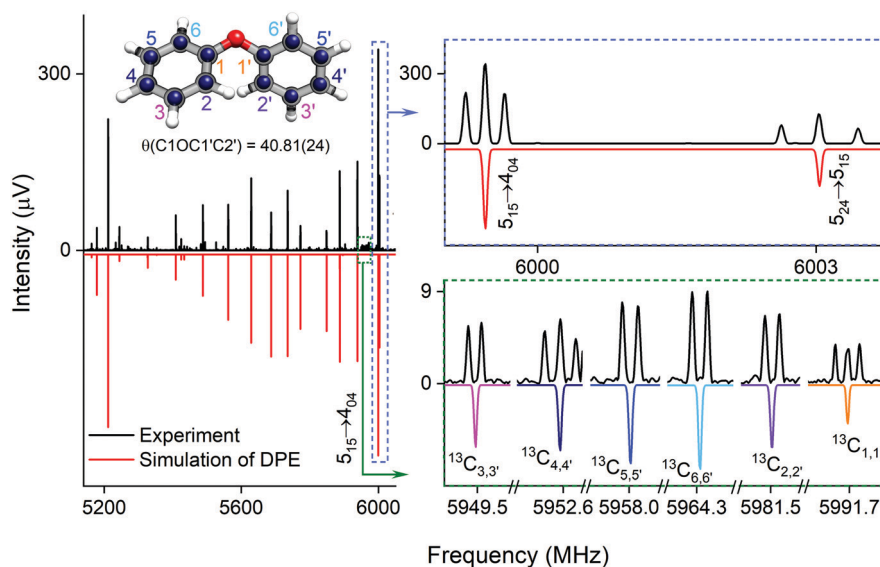 6 6'
5 5'
1 1'
4 4'
2 2'
3 3'
θ(C1OC1'C2') = 40.81(24)
300
0
Intensity (μV)
5₁₅→4₀₄
Experiment
Simulation of DPE
5200 5600 6000
300
0
5₁₅→4₀₄
5₂₄→5₁₅
6000 6003
9
0
¹³C₃,₃'
¹³C₄,₄'
¹³C₅,₅'
¹³C₆,₆'
¹³C₂,₂'
¹³C₁,₁
5949.5 5952.6 5958.0 5964.3 5981.5 5991.7
Frequency (MHz)